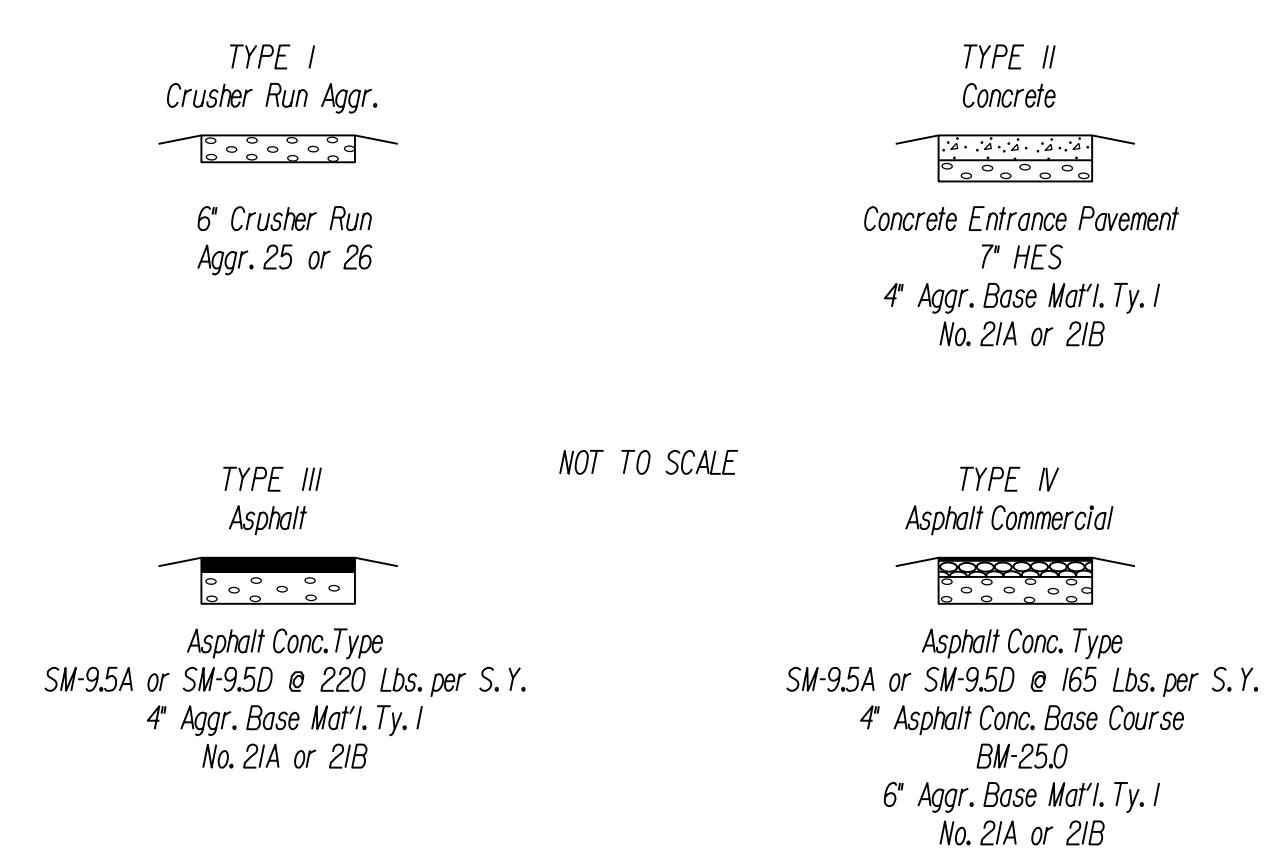 TYPE I
Crusher Run Aggr.
6" Crusher Run
Aggr. 25 or 26
TYPE II
Concrete
Concrete Entrance Pavement
7" HES
4" Aggr. Base Mat'l. Ty. I
No. 21A or 21B
NOT TO SCALE
TYPE III
Asphalt
Asphalt Conc. Type
SM-9.5A or SM-9.5D @ 220 Lbs. per S.Y.
4" Aggr. Base Mat'l. Ty. I
No. 21A or 21B
TYPE IV
Asphalt Commercial
Asphalt Conc. Type
SM-9.5A or SM-9.5D @ 165 Lbs. per S.Y.
4" Asphalt Conc. Base Course
BM-25.0
6" Aggr. Base Mat'l. Ty. I
No. 21A or 21B